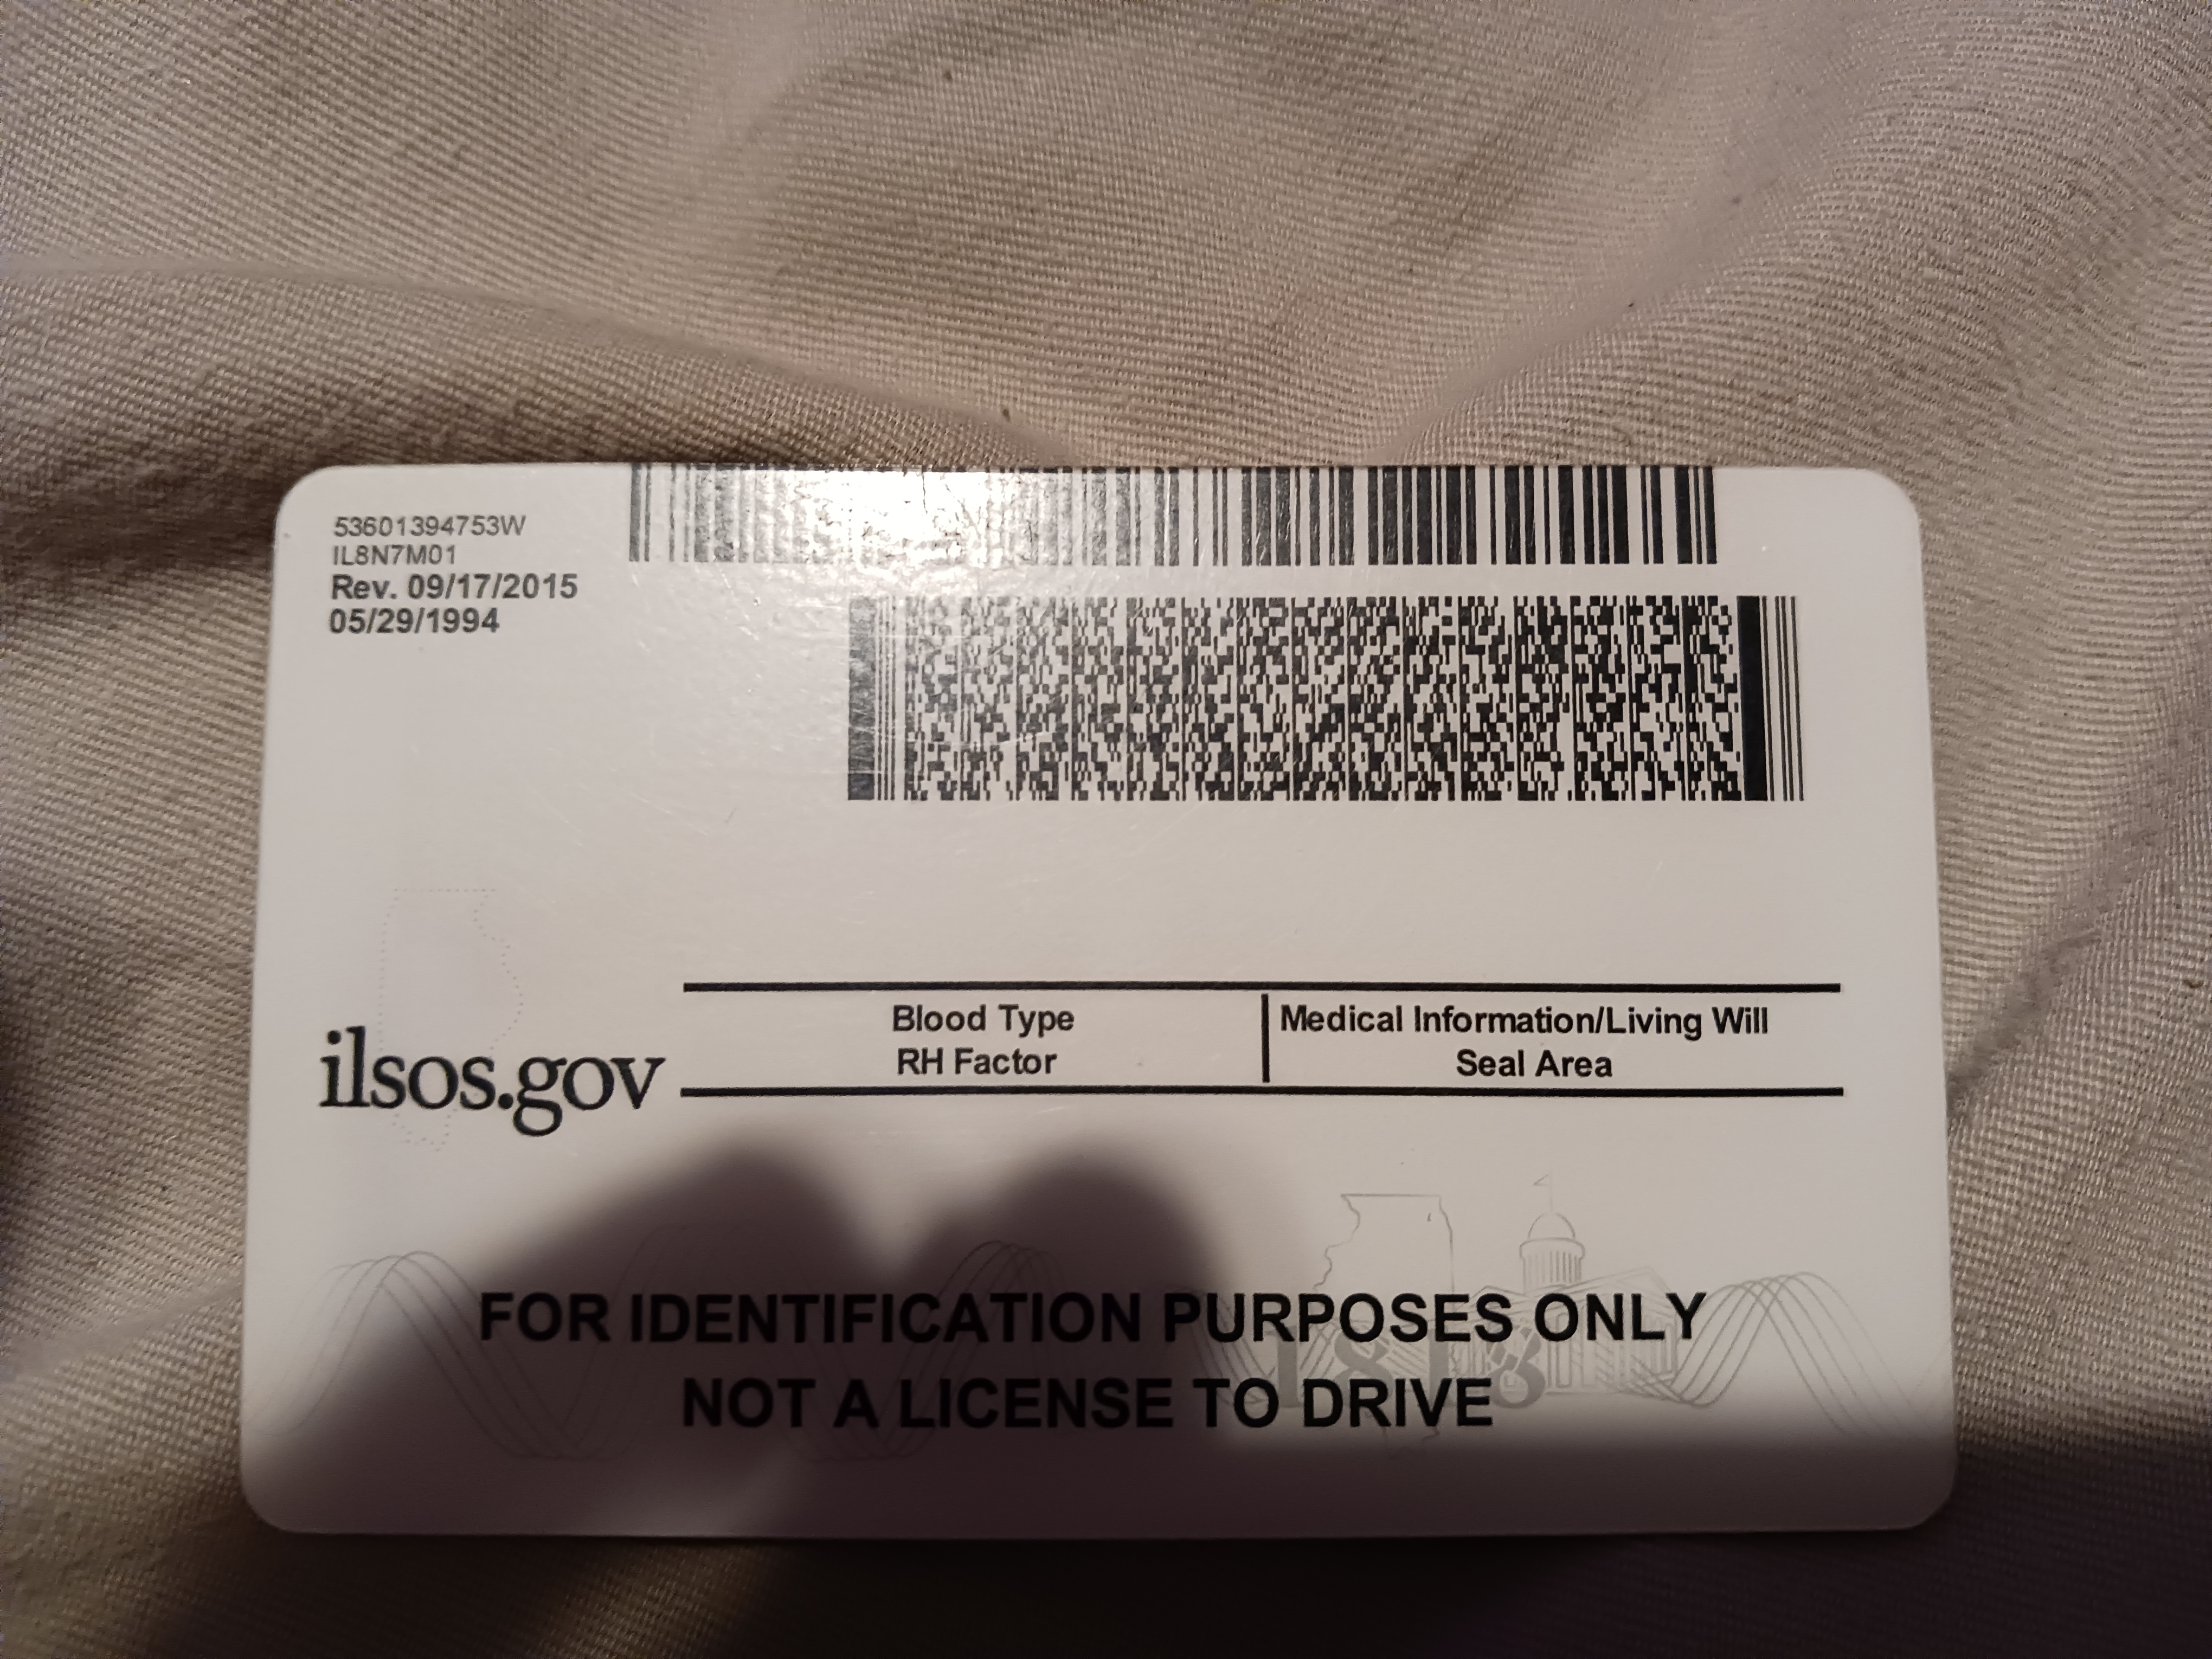 53601394753W
IL8N7M01
Rev. 09/17/2015
05/29/1994
Blood Type
RH Factor
Medical Information/Living Will
Seal Area
ilsos.gov
1818
FOR IDENTIFICATION PURPOSES ONLY
NOT A LICENSE TO DRIVE